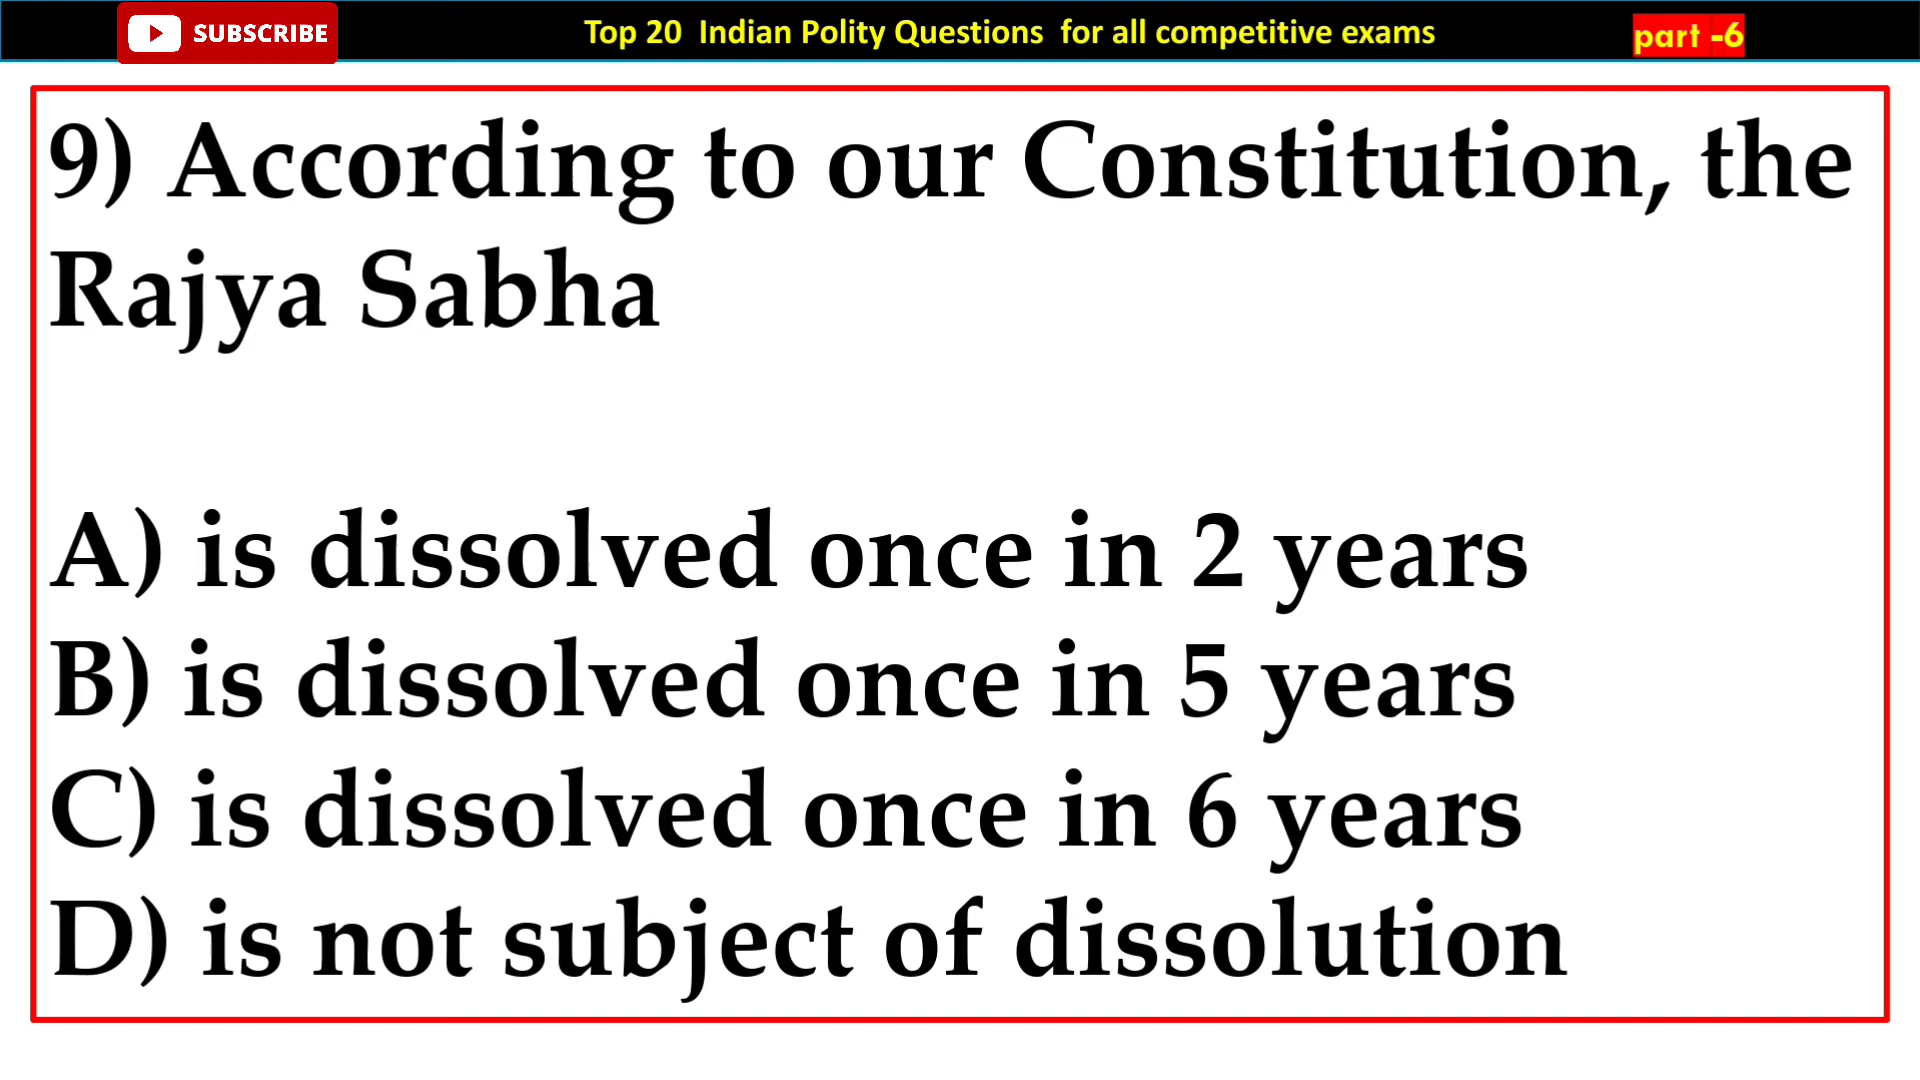 SUBSCRIBE
Top 20 Indian Polity Questions for all competitive exams
part -6
9) According to our Constitution, the
Rajya Sabha
A) is dissolved once in 2 years
B) is dissolved once in 5 years
C) is dissolved once in 6 years
D) is not subject of dissolution